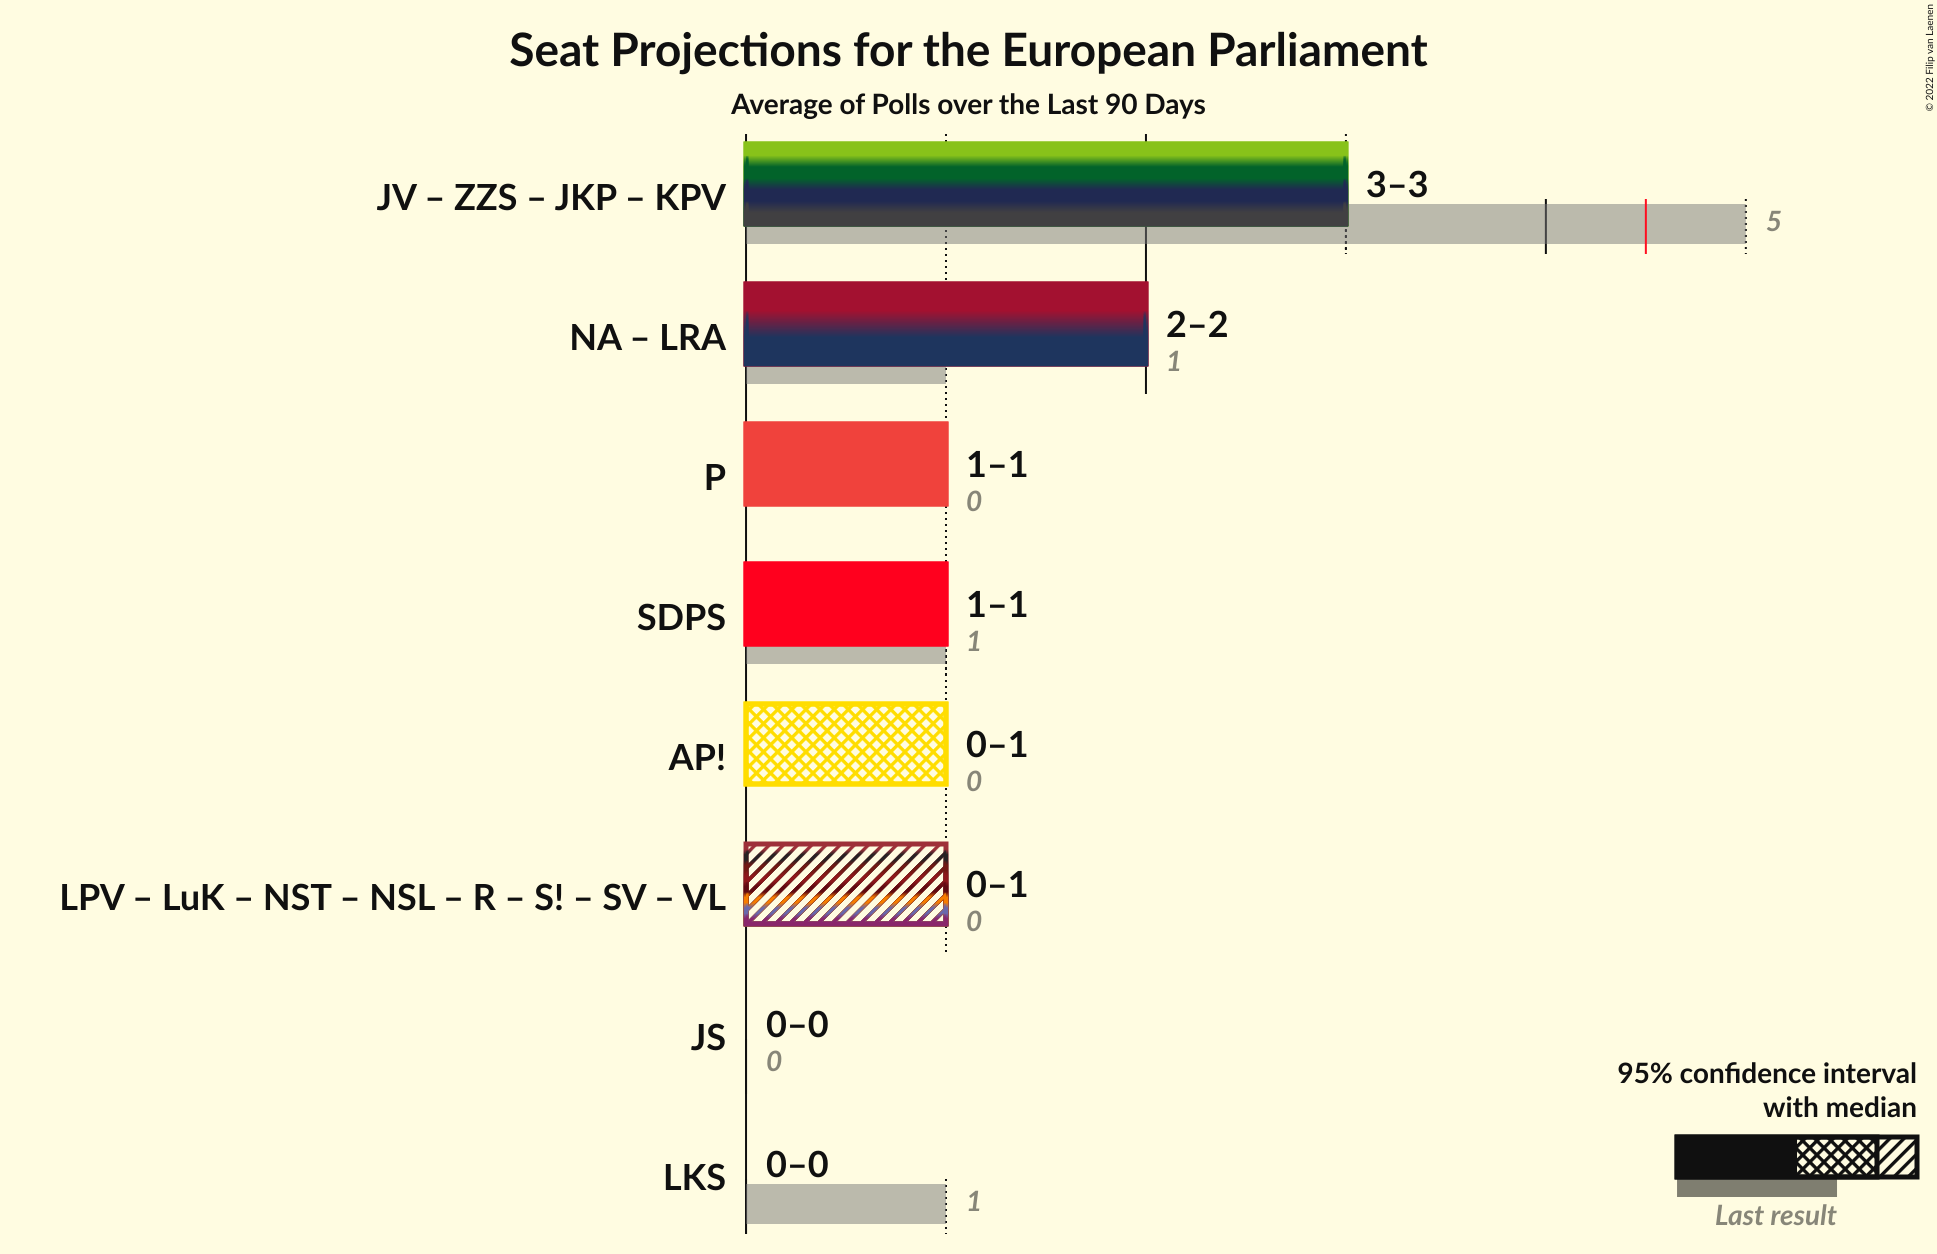 Seat Projections for the European Parliament
Average of Polls over the Last 90 Days
JV – ZZS – JKP – KPV
3–3
5
NA – LRA
2–2
1
P
1–1
0
SDPS
1–1
1
AP!
0–1
0
LPV – LuK – NST – NSL – R – S! – SV – VL
0–1
0
JS
0–0
0
LKS
0–0
1
95% confidence interval
with median
Last result
© 2022 Filip van Laenen